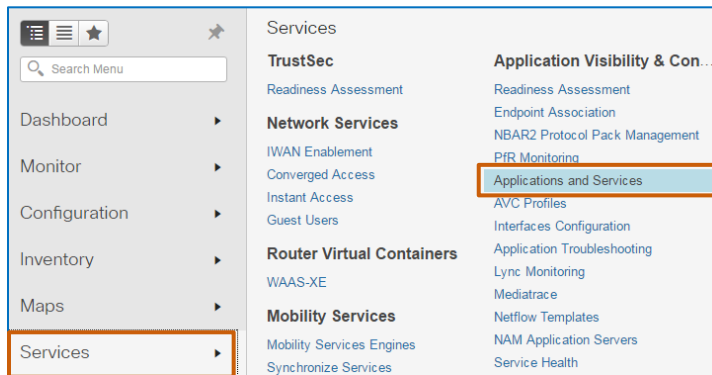 Search Menu
Dashboard
Monitor
Configuration
Inventory
Maps
Services
Services
TrustSec
Readiness Assessment
Network Services
IWAN Enablement
Converged Access
Instant Access
Guest Users
Router Virtual Containers
WAAS-XE
Mobility Services
Mobility Services Engines
Synchronize Services
Application Visibility & Con...
Readiness Assessment
Endpoint Association
NBAR2 Protocol Pack Management
PfR Monitoring
Applications and Services
AVC Profiles
Interfaces Configuration
Application Troubleshooting
Lync Monitoring
Mediatrace
Netflow Templates
NAM Application Servers
Service Health